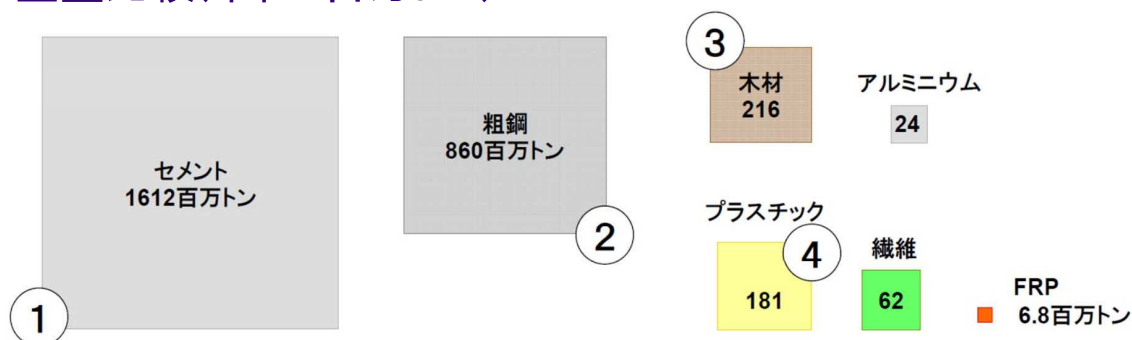 ①
セメント
1612百万トン
②
粗鋼
860百万トン
③
木材
216
アルミニウム
24
プラスチック
④
181
繊維
62
FRP
6.8百万トン